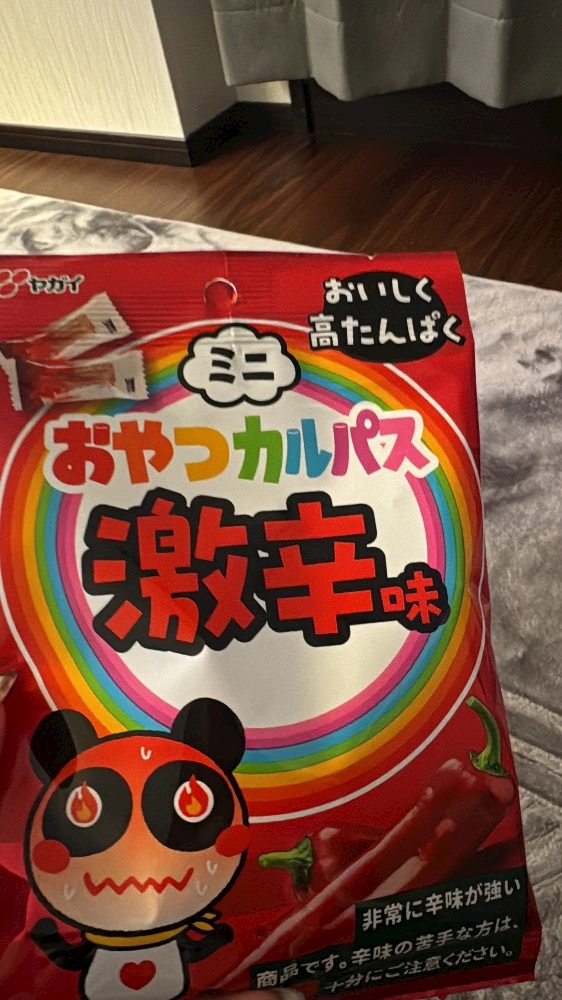 ヤガイ
おいしく
高たんぱく
ミニ
おやつカルパス
激辛味
非常に辛味が強い
商品です。辛味の苦手な方は、
十分にご注意ください。